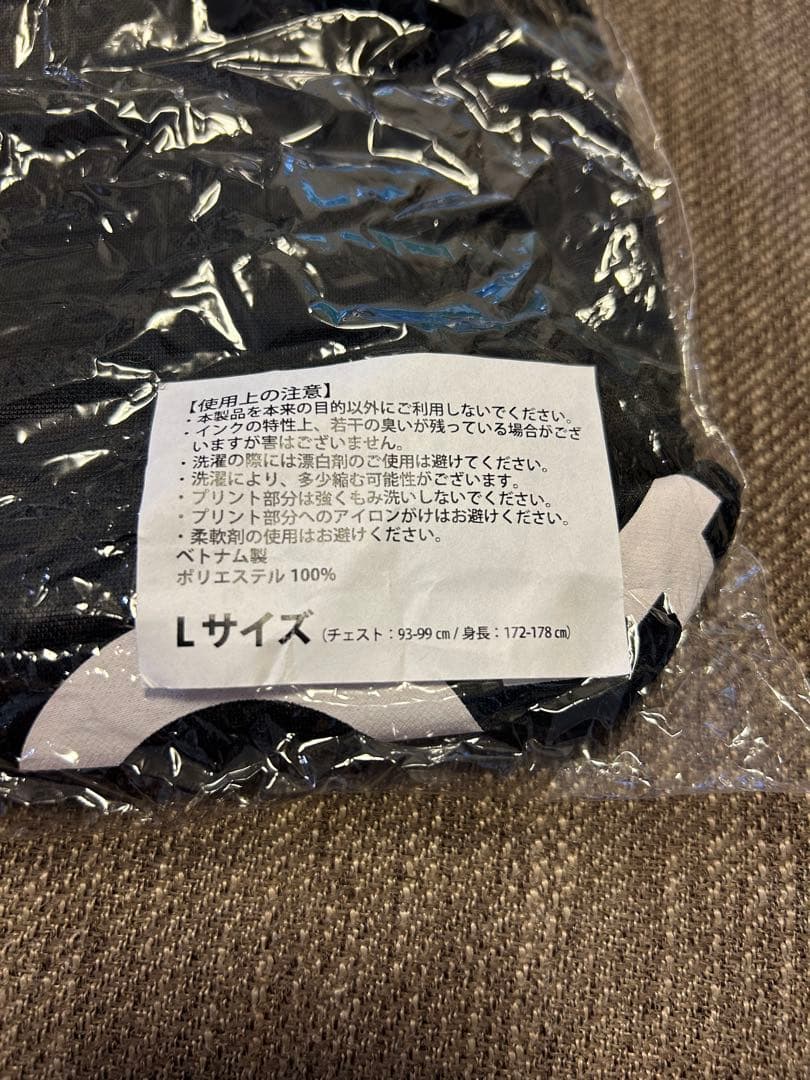 【使用上の注意】
・本製品を本来の目的以外にご利用しないでください。
・インクの特性上、若干の臭いが残っている場合がござ
いますが害はございません。
・洗濯の際には漂白剤のご使用は避けてください。
・洗濯により、多少縮む可能性がございます。
・プリント部分は強くもみ洗いしないでください。
・プリント部分へのアイロンがけはお避けください。
・柔軟剤の使用はお避けください。
ベトナム製
ポリエステル 100%
Lサイズ（チェスト：93-99 ㎝ / 身長：172-178 ㎝）